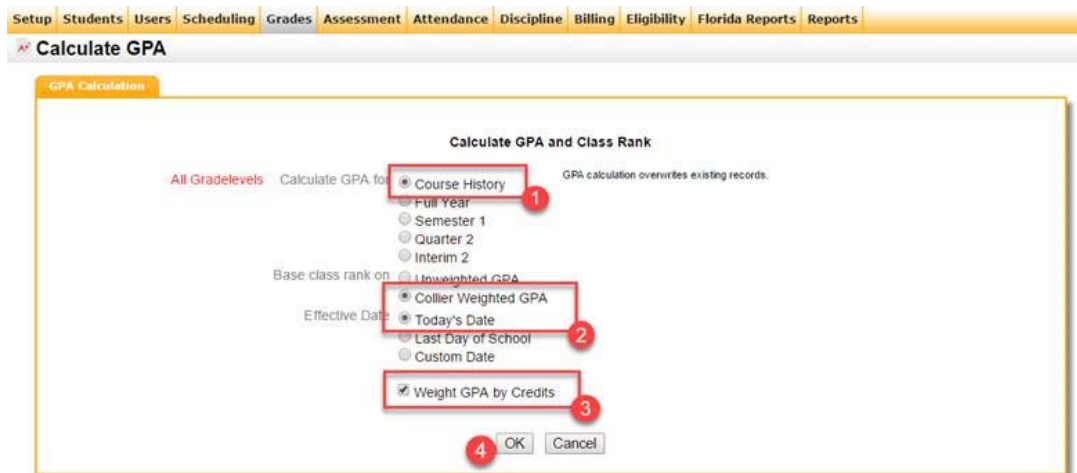 Setup Students Users Scheduling Grades Assessment Attendance Discipline Billing Eligibility Florida Reports Reports
Calculate GPA
GPA Calculation
Calculate GPA and Class Rank
All Gradelevels Calculate GPA for Course History GPA calculation overwrites existing records.
1
Full Year
Semester 1
Quarter 2
Interim 2
Base class rank on Unweighted GPA
Collier Weighted GPA
Effective Date Today's Date
2
Last Day of School
Custom Date
Weight GPA by Credits
3
4 OK Cancel